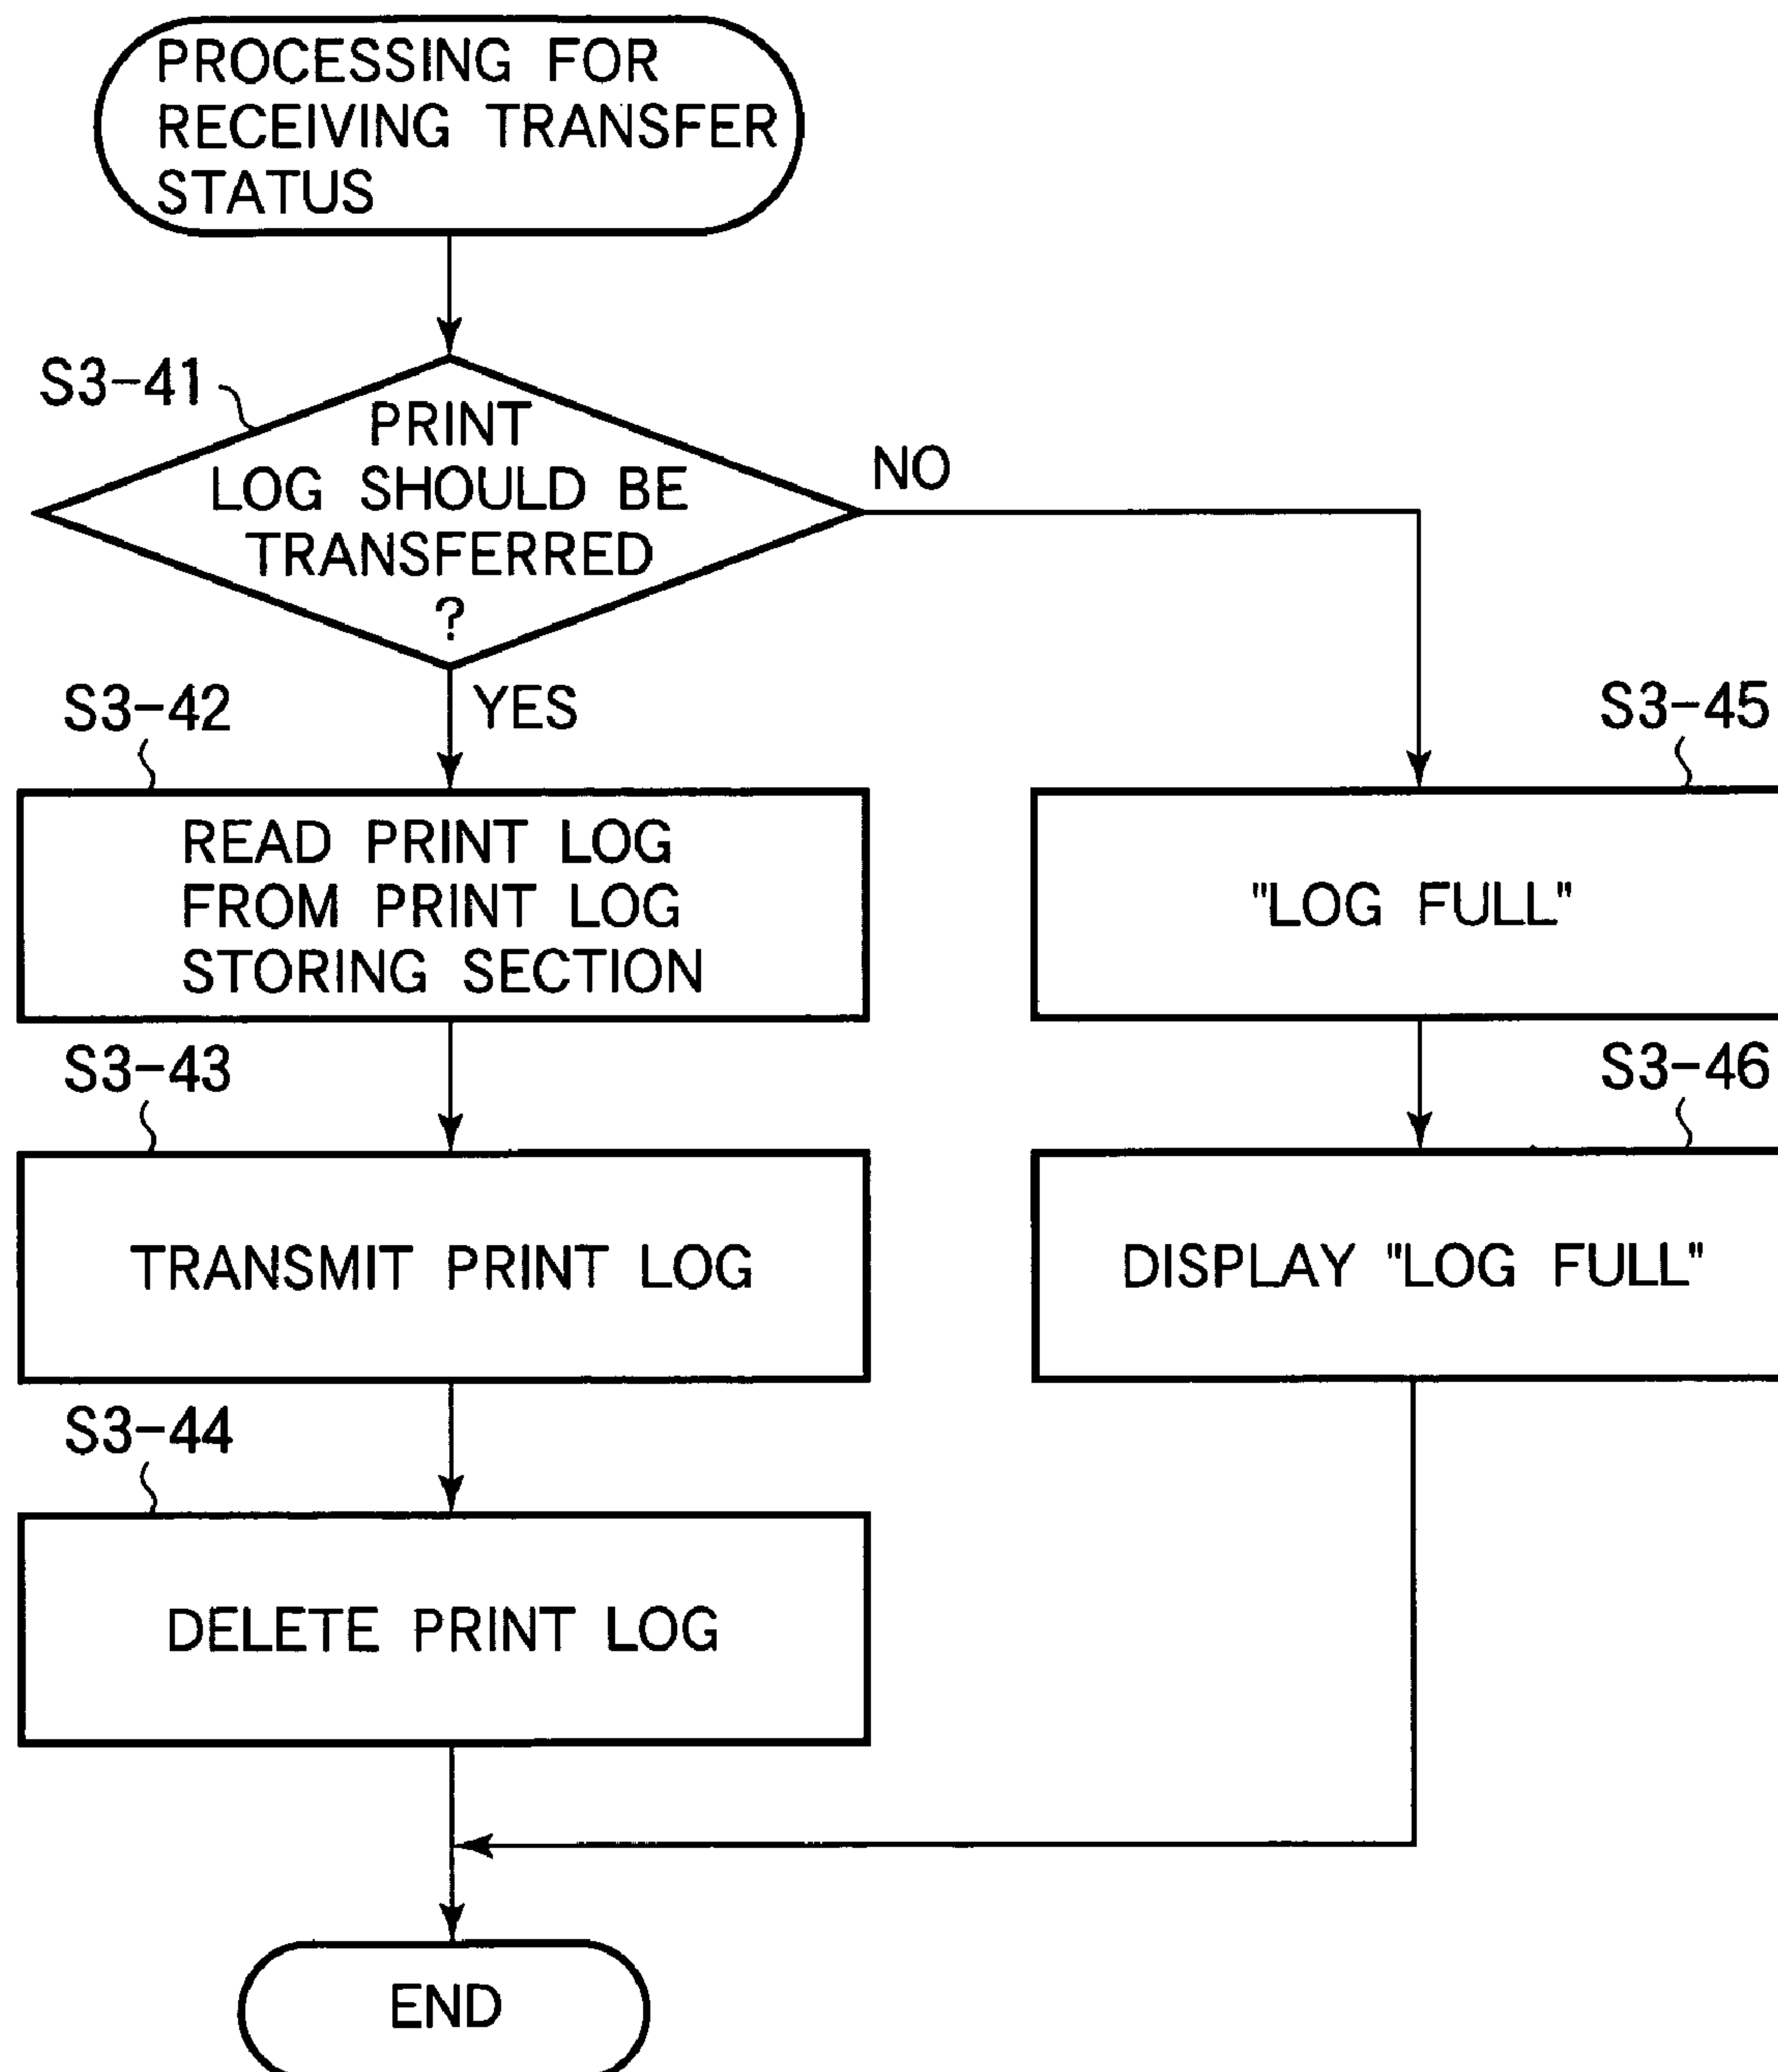 PROCESSING FOR
RECEIVING TRANSFER
STATUS
S3-41
PRINT
LOG SHOULD BE
TRANSFERRED
?
NO
YES
S3-42
READ PRINT LOG
FROM PRINT LOG
STORING SECTION
S3-45
"LOG FULL"
S3-43
TRANSMIT PRINT LOG
S3-46
DISPLAY "LOG FULL"
S3-44
DELETE PRINT LOG
END